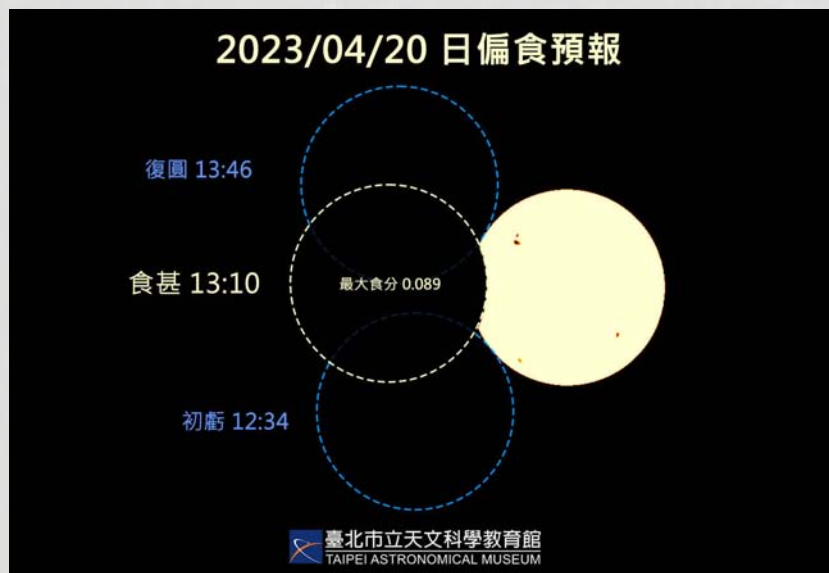 2023/04/20 日偏食預報
復圓 13:46
食甚 13:10
最大食分 0.089
初虧 12:34
臺北市立天文科學教育館
TAIPEI ASTRONOMICAL MUSEUM